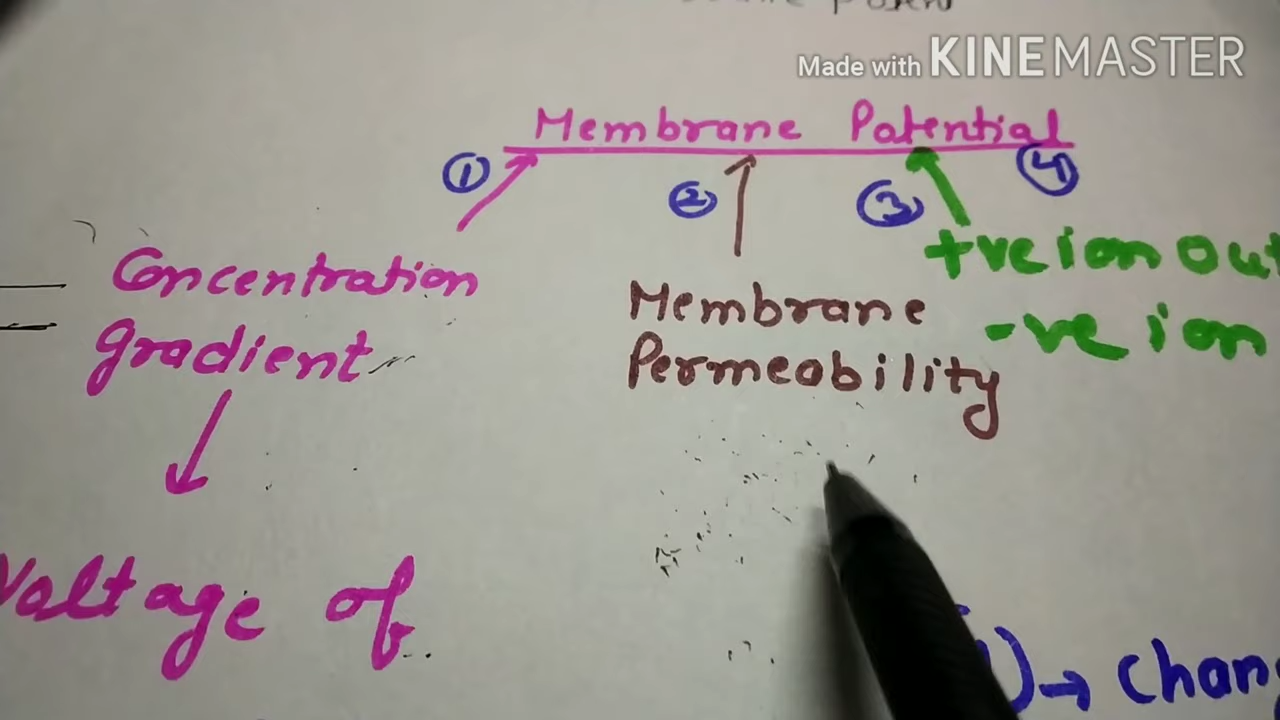 Made with KINEMASTER
Membrane Potential
① ② ③ ④
Concentration
gradient
Membrane
Permeability
+ve ion out
-ve ion
Voltage of
) → Chan